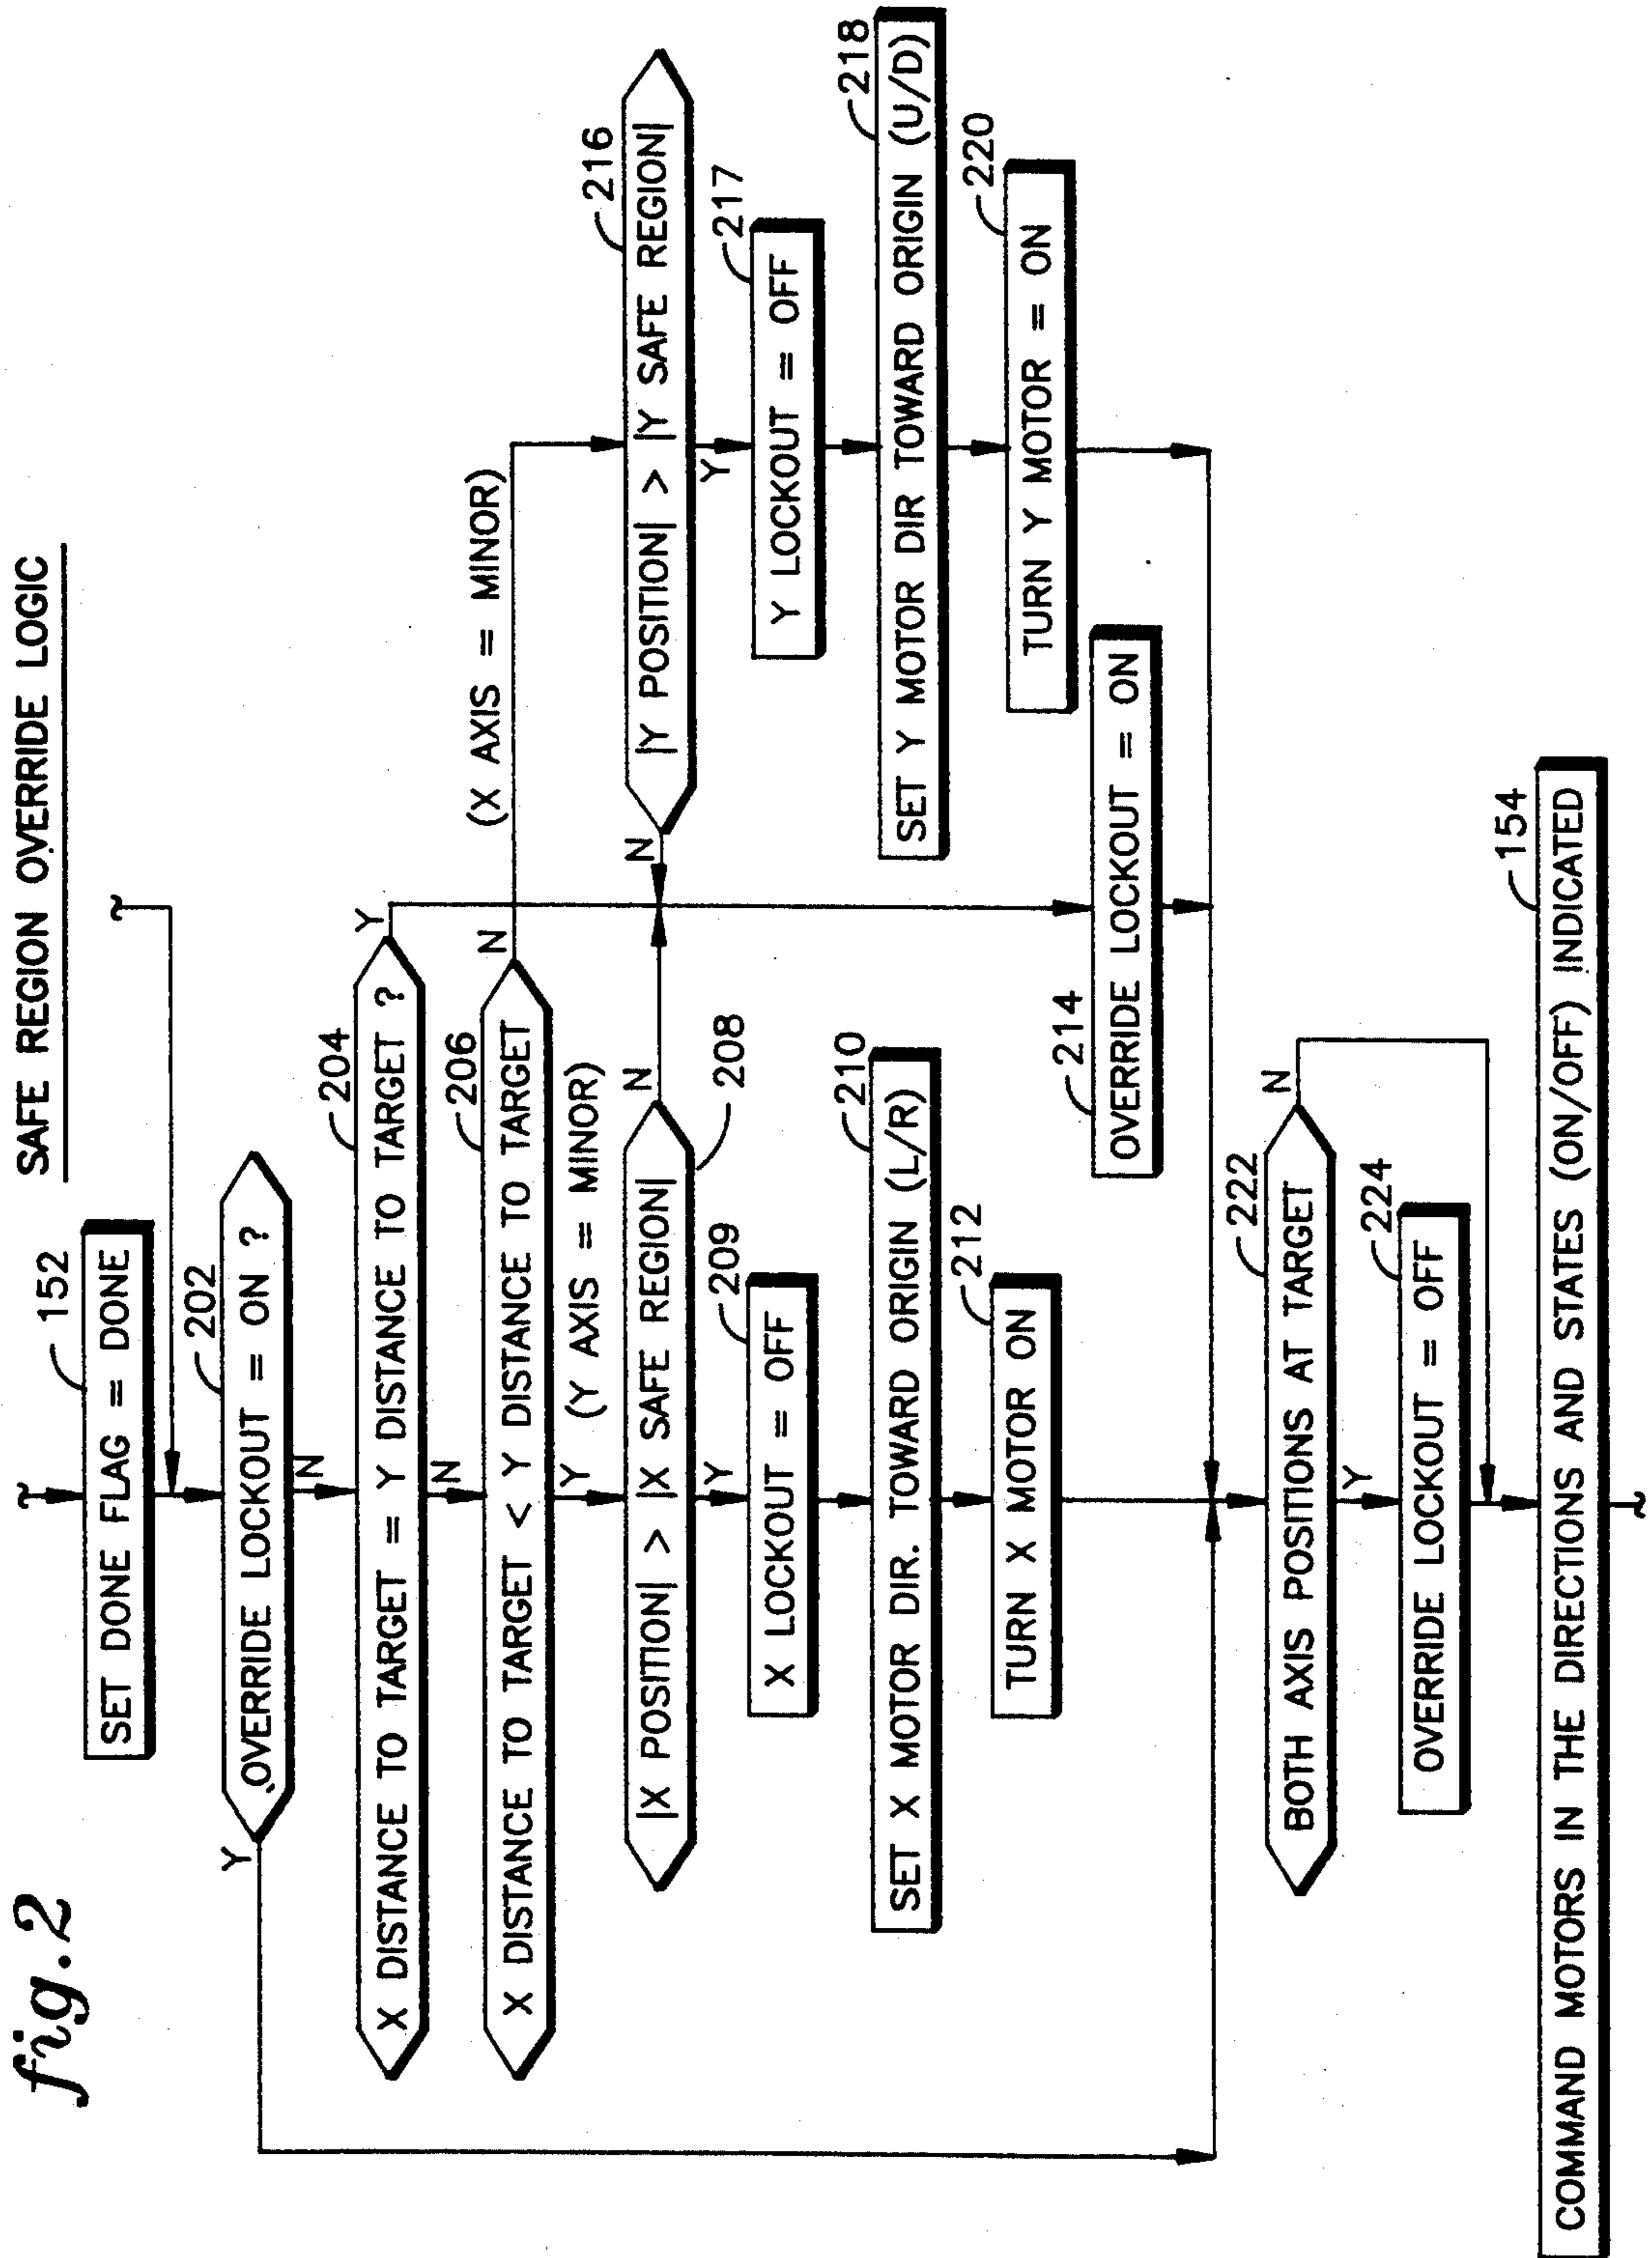 fig.2
SAFE REGION OVERRIDE LOGIC
152
SET DONE FLAG = DONE
202
OVERRIDE LOCKOUT = ON ?
Y
N
204
X DISTANCE TO TARGET = Y DISTANCE TO TARGET ?
Y
N
206
X DISTANCE TO TARGET < Y DISTANCE TO TARGET
N
(X AXIS = MINOR)
Y
(Y AXIS = MINOR)
|X POSITION| > |X SAFE REGION|
208
N
Y
216
|Y POSITION| > |Y SAFE REGION|
N
Y
209
X LOCKOUT = OFF
217
Y LOCKOUT = OFF
210
SET X MOTOR DIR. TOWARD ORIGIN (L/R)
218
SET Y MOTOR DIR TOWARD ORIGIN (U/D)
212
TURN X MOTOR ON
220
TURN Y MOTOR = ON
214
OVERRIDE LOCKOUT = ON
222
BOTH AXIS POSITIONS AT TARGET
N
Y
224
OVERRIDE LOCKOUT = OFF
154
COMMAND MOTORS IN THE DIRECTIONS AND STATES (ON/OFF) INDICATED